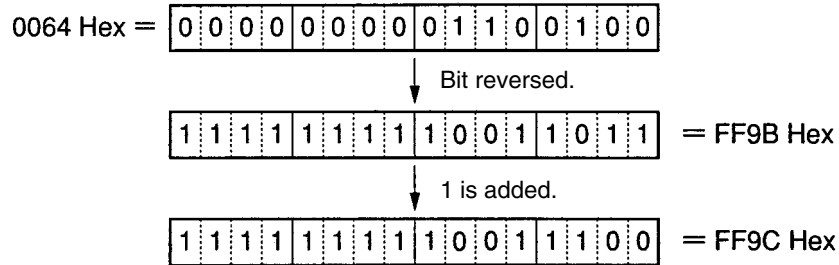 0064 Hex = 0 0 0 0 0 0 0 0 0 1 1 0 0 1 0 0
Bit reversed.
1 1 1 1 1 1 1 1 1 0 0 1 1 0 1 1 = FF9B Hex
1 is added.
1 1 1 1 1 1 1 1 1 0 0 1 1 1 0 0 = FF9C Hex